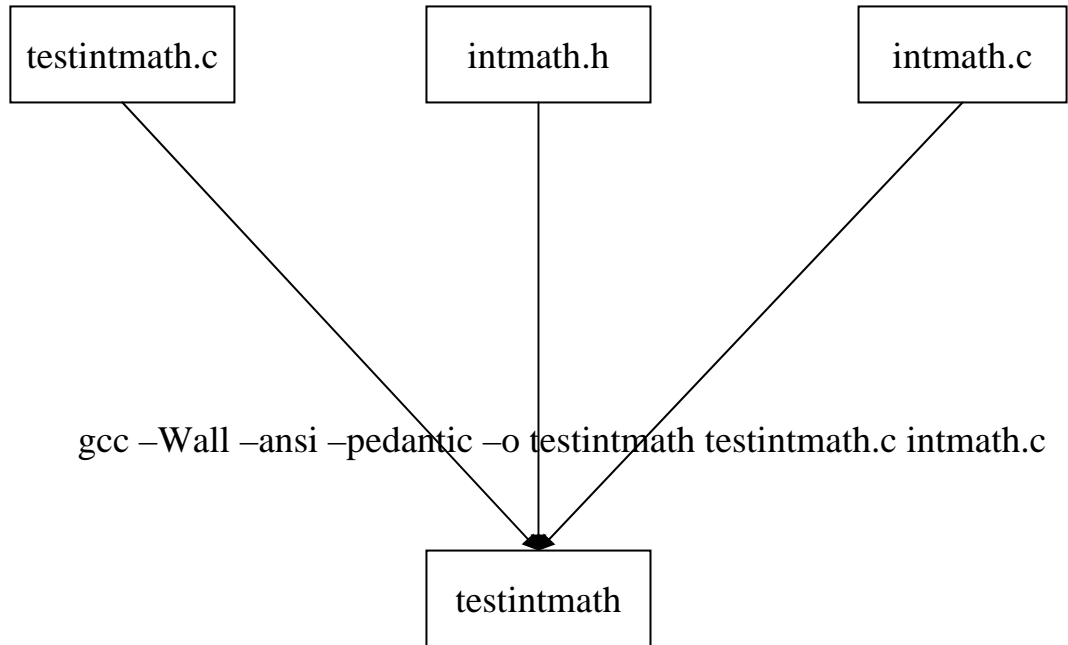 testintmath.c
intmath.h
intmath.c
gcc –Wall –ansi –pedantic –o testintmath testintmath.c intmath.c
testintmath